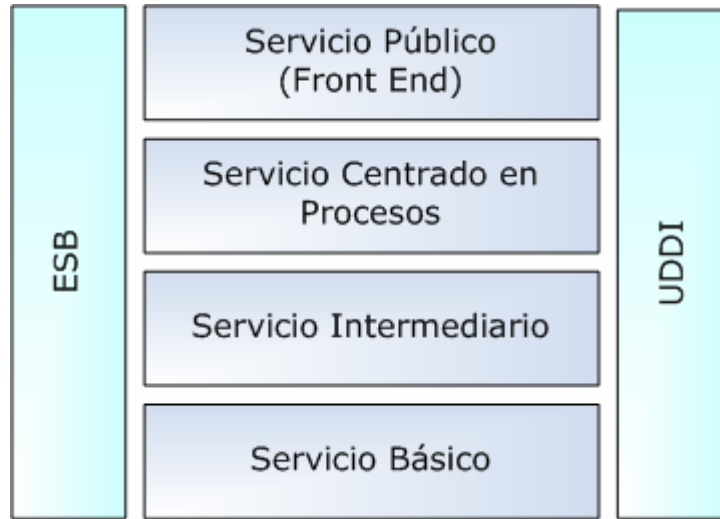 ESB
Servicio Público
(Front End)
Servicio Centrado en
Procesos
Servicio Intermediario
Servicio Básico
UDDI